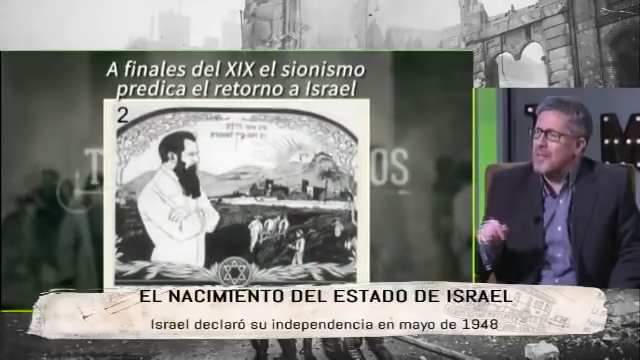 A finales del XIX el sionismo
predica el retorno a Israel
2
EL NACIMIENTO DEL ESTADO DE ISRAEL
Israel declaró su independencia en mayo de 1948